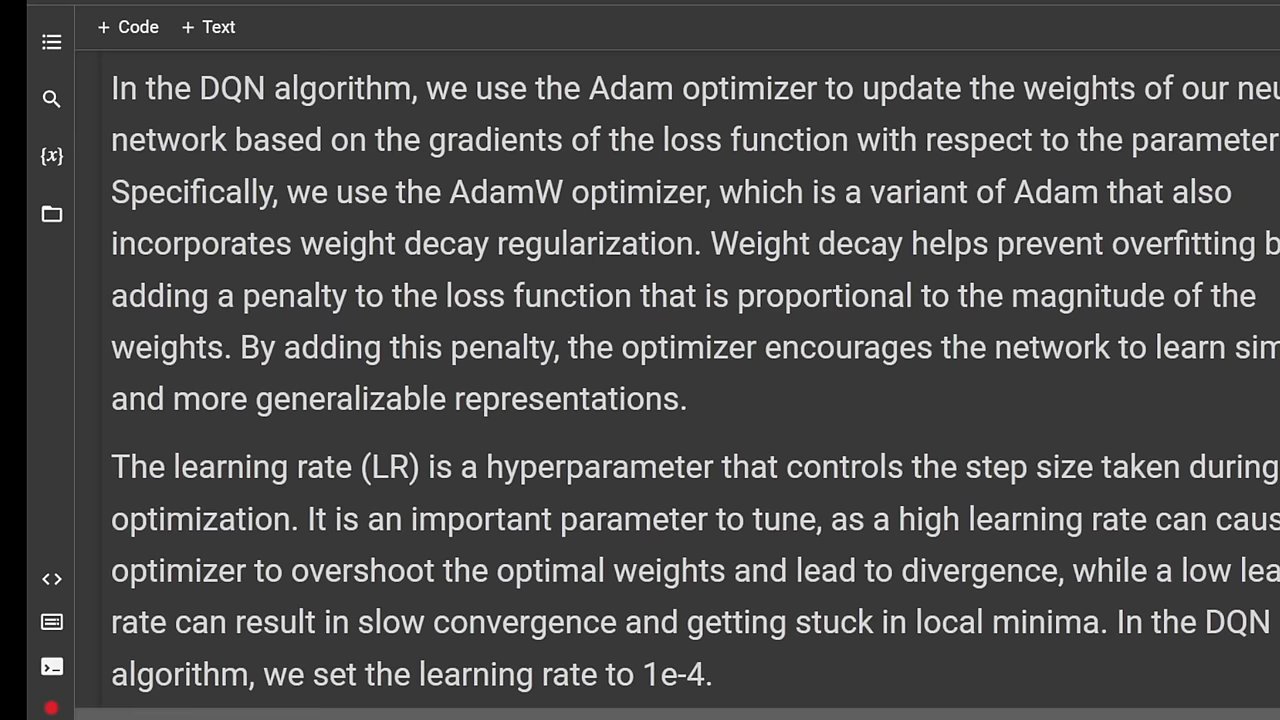 + Code + Text
In the DQN algorithm, we use the Adam optimizer to update the weights of our
network based on the gradients of the loss function with respect to the parameter
Specifically, we use the AdamW optimizer, which is a variant of Adam that also
incorporates weight decay regularization. Weight decay helps prevent overfitting
adding a penalty to the loss function that is proportional to the magnitude of the
weights. By adding this penalty, the optimizer encourages the network to learn
and more generalizable representations.
The learning rate (LR) is a hyperparameter that controls the step size taken during
optimization. It is an important parameter to tune, as a high learning rate can
optimizer to overshoot the optimal weights and lead to divergence, while a low
rate can result in slow convergence and getting stuck in local minima. In the DQN
algorithm, we set the learning rate to 1e-4.
{x}